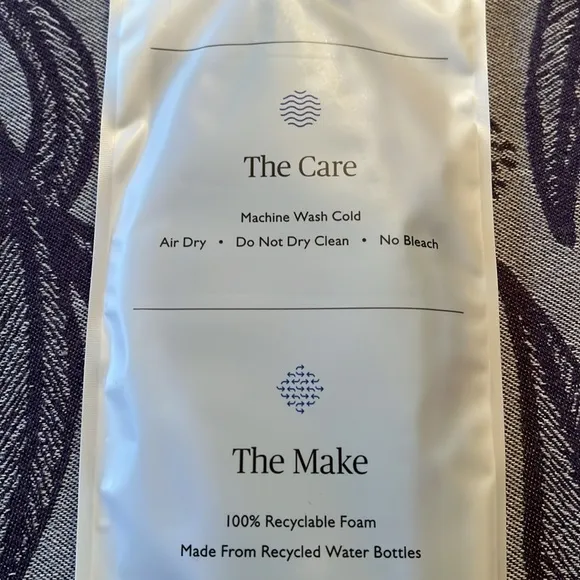 The Care
Machine Wash Cold
Air Dry • Do Not Dry Clean • No Bleach
The Make
100% Recyclable Foam
Made From Recycled Water Bottles